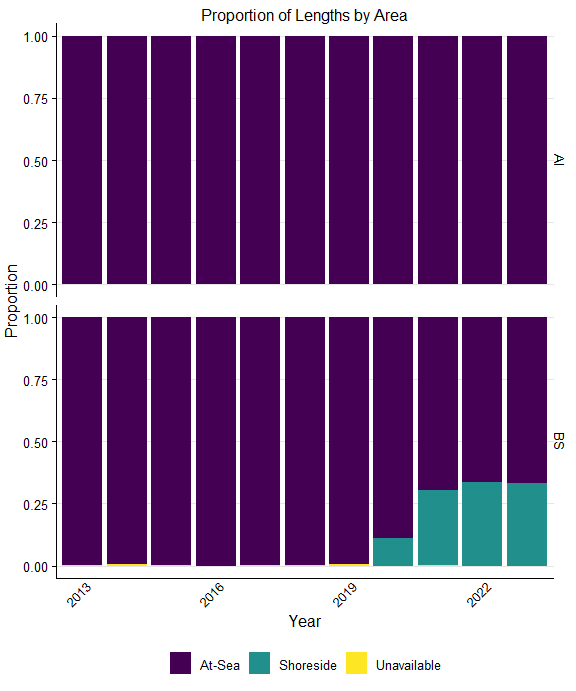 Proportion of Lengths by Area
1.00
0.75
0.50
0.25
0.00
AI
Proportion
1.00
0.75
0.50
0.25
0.00
BS
2013 2016 2019 2022
Year
At-Sea Shoreside Unavailable